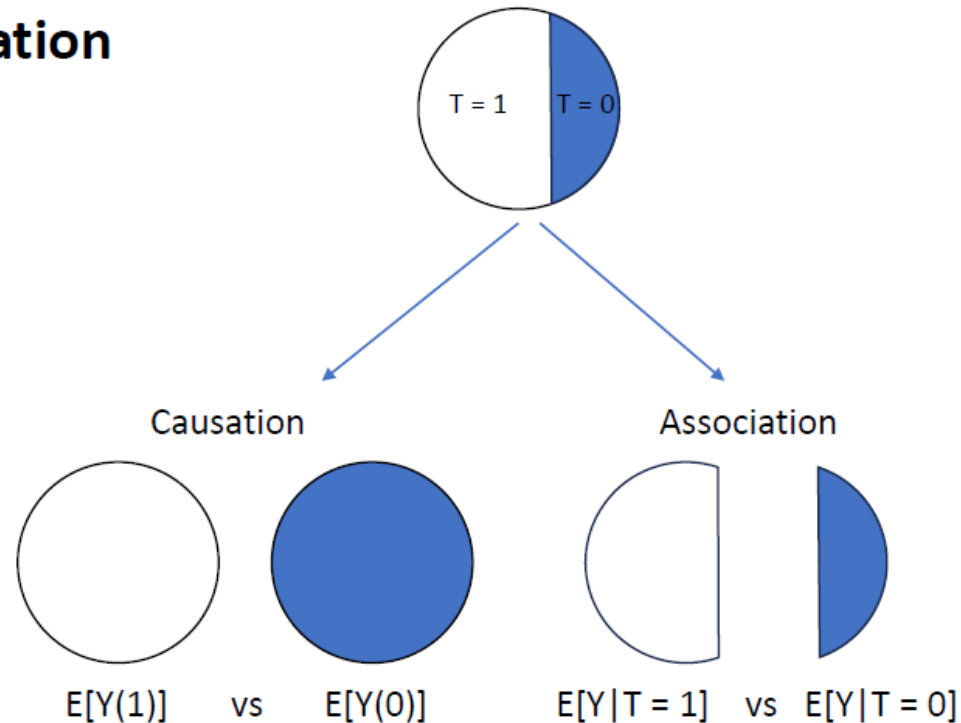 ation
T = 1
T = 0
Causation
Association
E[Y(1)] vs E[Y(0)]
E[Y|T = 1] vs E[Y|T = 0]